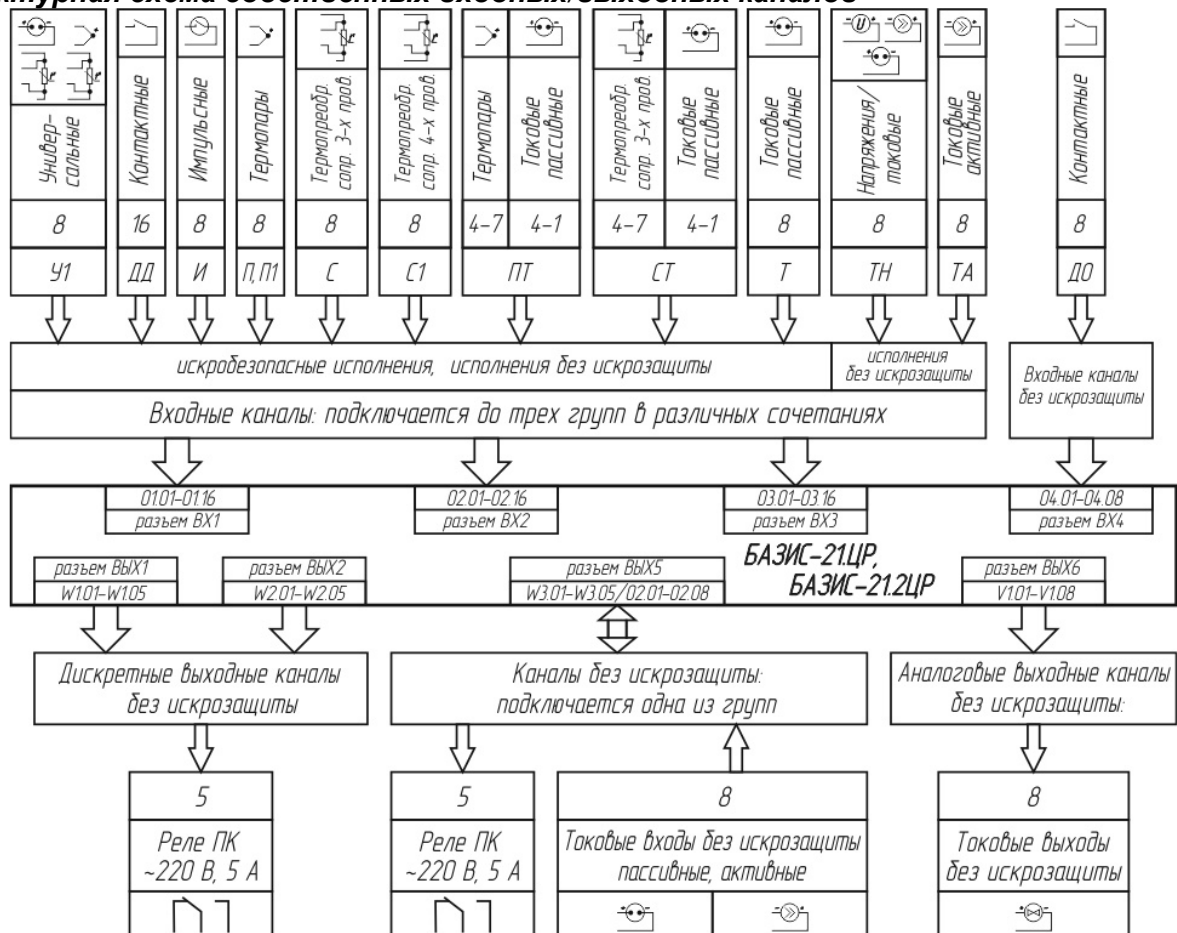 турная схема собственных входных/выходных каналов
Универ-
сальные
Контактные
Импульсные
Термопары
Термопреобр.
сопр. 3-х пров.
Термопреобр.
сопр. 4-х пров.
Термопары
Токовые
пассивные
Термопреобр.
сопр. 3-х пров.
Токовые
пассивные
Токовые
пассивные
Напряжения/
токовые
Токовые
активные
Контактные
8 16 8 8 8 8 4-7 4-1 4-7 4-1 8 8 8 8
У1 ДД И П,П1 С С1 ПТ СТ Т ТН ТА ДО
искробезопасные исполнения, исполнения без искрозащиты
исполнения
без искрозащиты
Входные каналы
без искрозащиты
Входные каналы: подключается до трех групп в различных сочетаниях
01.01-01.16 02.01-02.16 03.01-03.16 04.01-04.08
разъем ВХ1 разъем ВХ2 разъем ВХ3 разъем ВХ4
БАЗИС-21.ЦР,
БАЗИС-21.2ЦР
разъем ВЫХ1 разъем ВЫХ2 разъем ВЫХ5 разъем ВЫХ6
W1.01-W1.05 W2.01-W2.05 W3.01-W3.05/02.01-02.08 V1.01-V1.08
Дискретные выходные каналы
без искрозащиты
Каналы без искрозащиты:
подключается одна из групп
Аналоговые выходные каналы
без искрозащиты:
5 5 8 8
Реле ПК
~220 В, 5 А
Реле ПК
~220 В, 5 А
Токовые входы без искрозащиты
пассивные, активные
Токовые выходы
без искрозащиты